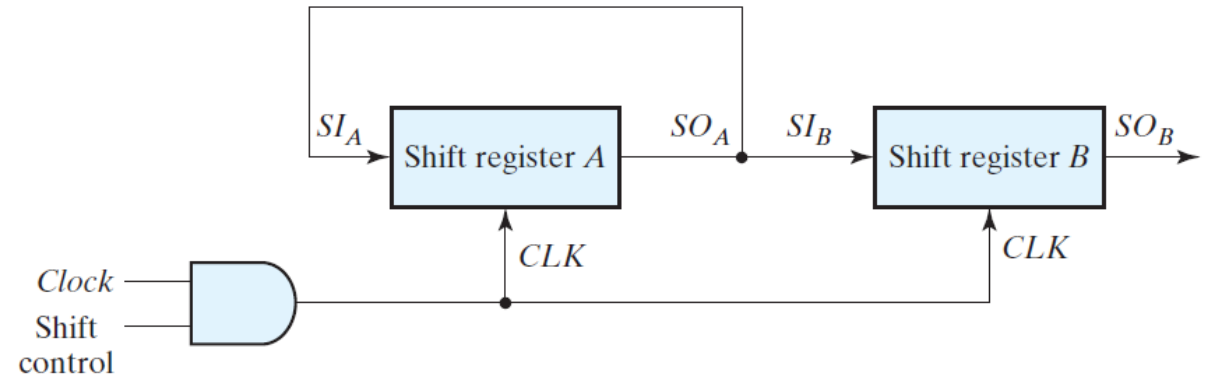 SI_A
Shift register A
SO_A
SI_B
Shift register B
SO_B
CLK
CLK
Clock
Shift
control